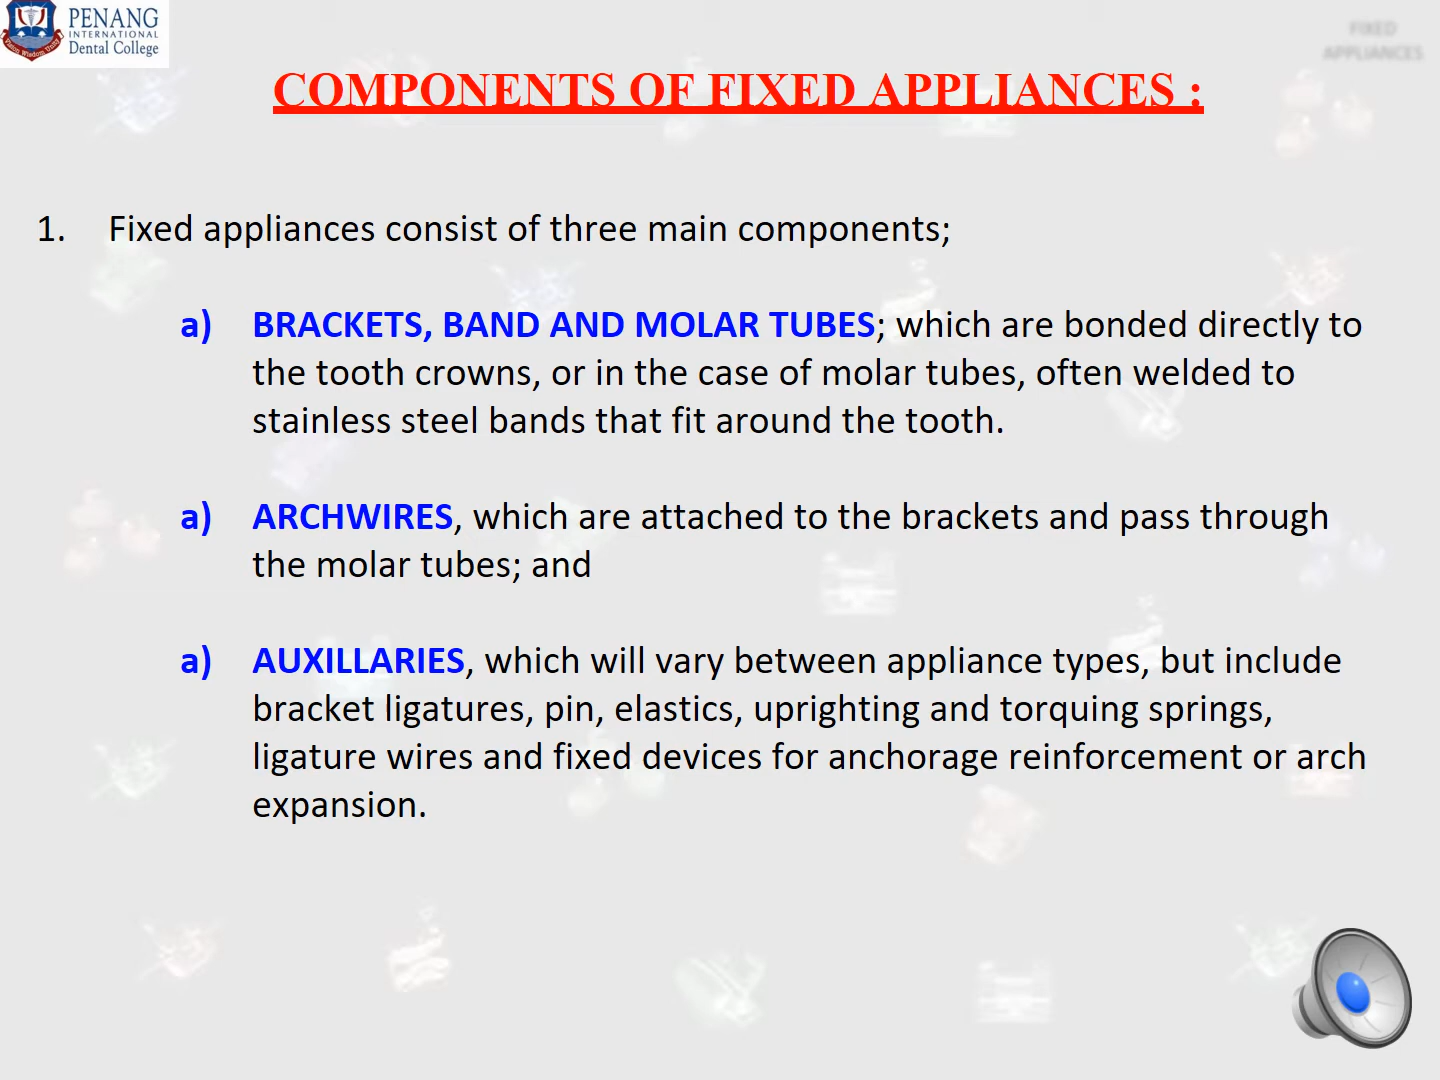 PENANG
INTERNATIONAL
Dental College
Vision Wisdom Unity
FIXED
APPLIANCES
COMPONENTS OF FIXED APPLIANCES :
1. Fixed appliances consist of three main components;
a) BRACKETS, BAND AND MOLAR TUBES; which are bonded directly to
the tooth crowns, or in the case of molar tubes, often welded to
stainless steel bands that fit around the tooth.
a) ARCHWIRES, which are attached to the brackets and pass through
the molar tubes; and
a) AUXILLARIES, which will vary between appliance types, but include
bracket ligatures, pin, elastics, uprighting and torquing springs,
ligature wires and fixed devices for anchorage reinforcement or arch
expansion.